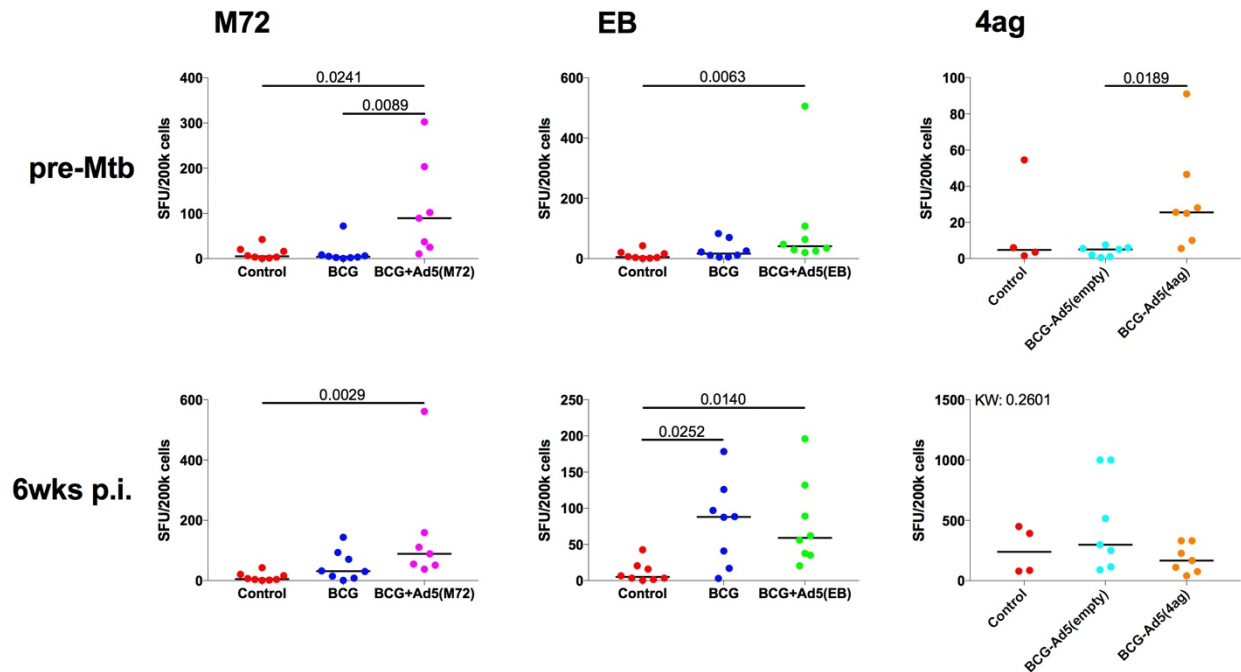 M72 EB 4ag
pre-Mtb
SFU/200k cells
400
300
200
100
0
0.0241
0.0089
Control BCG BCG+Ad5(M72)
SFU/200k cells
600
400
200
0
0.0063
Control BCG BCG+Ad5(EB)
SFU/200k cells
100
80
60
40
20
0
0.0189
Control
BCG-Ad5(empty)
BCG-Ad5(4ag)
6wks p.i.
SFU/200k cells
600
400
200
0
0.0029
Control BCG BCG+Ad5(M72)
SFU/200k cells
250
200
150
100
50
0
0.0140
0.0252
Control BCG BCG+Ad5(EB)
SFU/200k cells
1500
1000
500
0
KW: 0.2601
Control
BCG-Ad5(empty)
BCG-Ad5(4ag)